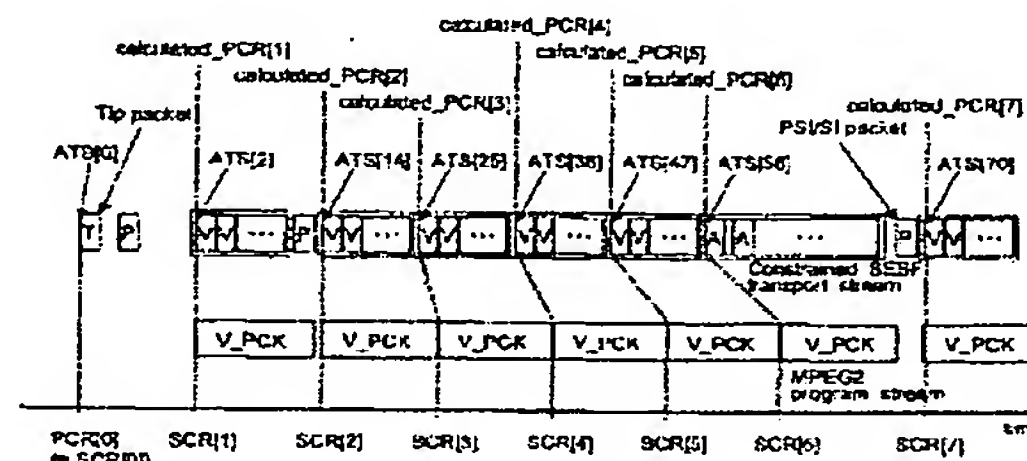 calculated_PCR[4]
calculated_PCR[1]
calculated_PCR[5]
calculated_PCR[2]
calculated_PCR[6]
calculated_PCR[3]
calculated_PCR[7]
Tip packet
PSI/SI packet
ATS[0] ATS[2] ATS[14] ATS[25] ATS[36] ATS[47] ATS[58] ATS[70]
T P V V ... P V V ... V V ... V V ... V V ... A A ... P V V ...
Constrained SESF
transport stream
V_PCK V_PCK V_PCK V_PCK V_PCK V_PCK V_PCK
MPEG2
program stream
PCR[0] SCR[1] SCR[2] SCR[3] SCR[4] SCR[5] SCR[6] SCR[7]